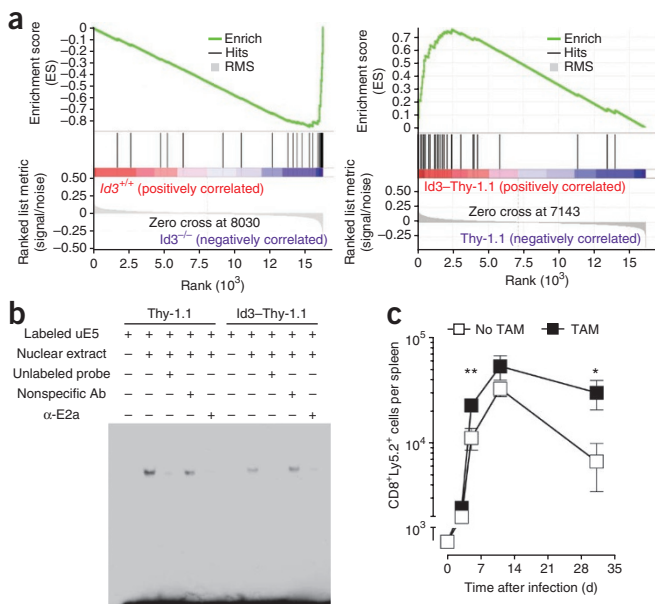 a
Enrichment score
(ES)
0
−0.1
−0.2
−0.3
−0.4
−0.5
−0.6
−0.7
−0.8
Enrich
Hits
RMS
Ranked list metric
(signal/noise)
0.50
0.25
0
−0.25
−0.50
Id3+/+ (positively correlated)
Zero cross at 8030
Id3−/− (negatively correlated)
0 2.5 5 7.5 10 12.5 15
Rank (10³)
Enrichment score
(ES)
0.7
0.6
0.5
0.4
0.3
0.2
0.1
0
Enrich
Hits
RMS
Ranked list metric
(signal/noise)
0.50
0.25
0
−0.25
Id3–Thy-1.1 (positively correlated)
Zero cross at 7143
Thy-1.1 (negatively correlated)
0 2.5 5 7.5 10 12.5 15
Rank (10³)
b
Thy-1.1 Id3–Thy-1.1
Labeled uE5 + + + + + + + + + +
Nuclear extract − + + + + − + + + +
Unlabeled probe − − + − − − − + − −
Nonspecific Ab − − − + − − − − + −
α-E2a − − − − + − − − − +
c
No TAM TAM
CD8+Ly5.2+ cells per spleen
10⁵
10⁴
10³
**
*
0 7 14 21 28 35
Time after infection (d)